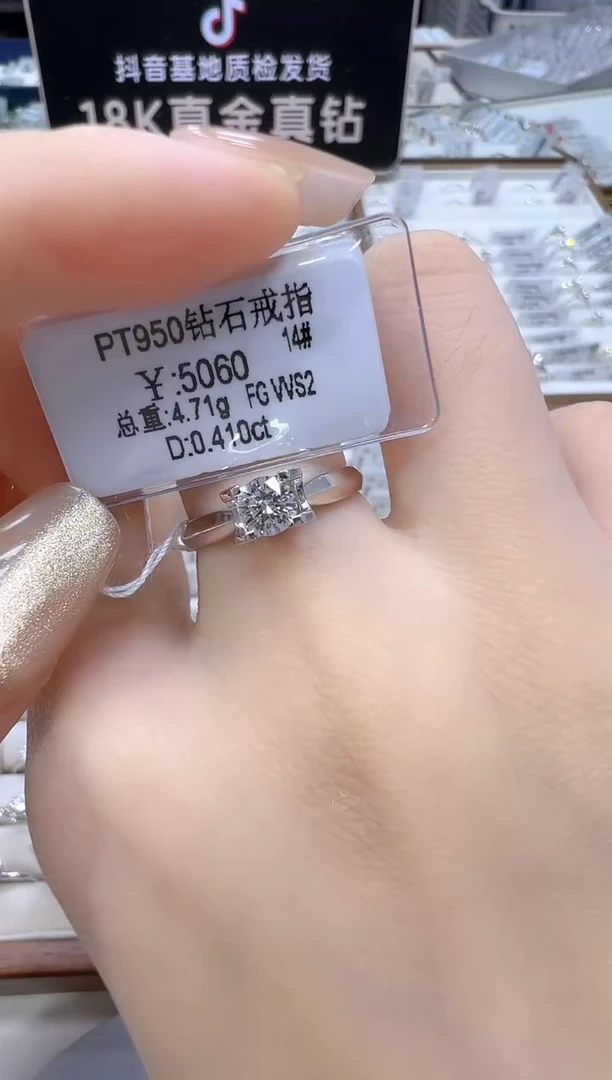 抖音基地质检发货
18K真金真钻
PT950钻石戒指
14#
¥:5060
总重:4.71g FG VVS2
D:0.410ct